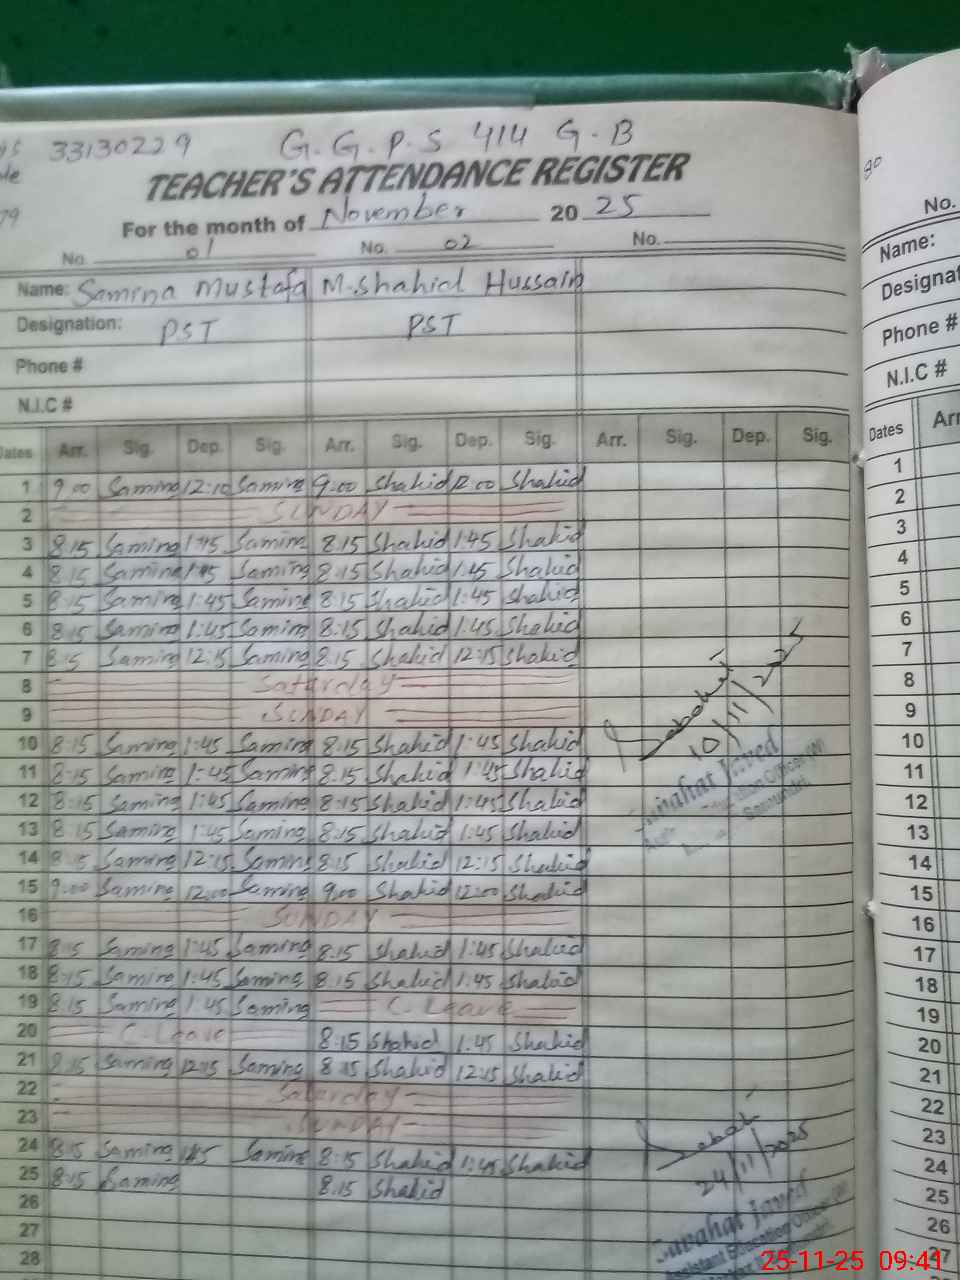 33130229 G.G.P.S 414 G.B
TEACHER'S ATTENDANCE REGISTER
79 For the month of November 20 25
No. 01 No. 02 No.
Name: Samina Mustafa M.Shahid Hussain
Designation: PST PST
Phone #
N.I.C #
Dates Arr. Sig. Dep. Sig. Arr. Sig. Dep. Sig. Arr. Sig. Dep. Sig.
1 9.00 Samina 12:10 Samina 9.00 Shahid 12.00 Shahid
2 SUNDAY
3 8.15 Samina 1:45 Samina 8.15 Shahid 1:45 Shahid
4 8.15 Samina 1:45 Samina 8:15 Shahid 1:45 Shahid
5 8:15 Samina 1:45 Samina 8:15 Shahid 1:45 Shahid
6 8:15 Samina 1:45 Samina 8:15 Shahid 1:45 Shahid
7 8:15 Samina 12:15 Samina 8:15 Shahid 12:15 Shahid
8 Saturday
9 SUNDAY
10 8:15 Samina 1:45 Samina 8:15 Shahid 1:45 Shahid
11 8:15 Samina 1:45 Samina 8:15 Shahid 1:45 Shahid
12 8:15 Samina 1:45 Samina 8:15 Shahid 1:45 Shahid
13 8:15 Samina 1:45 Samina 8:15 Shahid 1:45 Shahid
14 8:15 Samina 12:15 Samina 8:15 Shahid 12:15 Shahid
15 9:00 Samina 12:00 Samina 9:00 Shahid 12:00 Shahid
16 SUNDAY
17 8:15 Samina 1:45 Samina 8:15 Shahid 1:45 Shahid
18 8:15 Samina 1:45 Samina 8:15 Shahid 1:45 Shahid
19 8:15 Samina 1:45 Samina C.Leave
20 C.Leave 8:15 Shahid 1:45 Shahid
21 8:15 Samina 12:15 Samina 8:15 Shahid 12:15 Shahid
22 Saturday
23 SUNDAY
24 8:15 Samina 1:45 Samina 8:15 Shahid 1:45 Shahid
25 8:15 Samina 8.15 Shahid
26
27
28
10/11/2025
Javed
Education Officer
Samundri
24/11/2025
Javed
Assistant Education Officer
80
No.
Name:
Phone #
N.I.C #
Dates
1
2
3
4
5
6
7
8
9
10
11
12
13
14
15
16
17
18
19
20
21
22
23
24
25
26
27
25-11-25 09:41